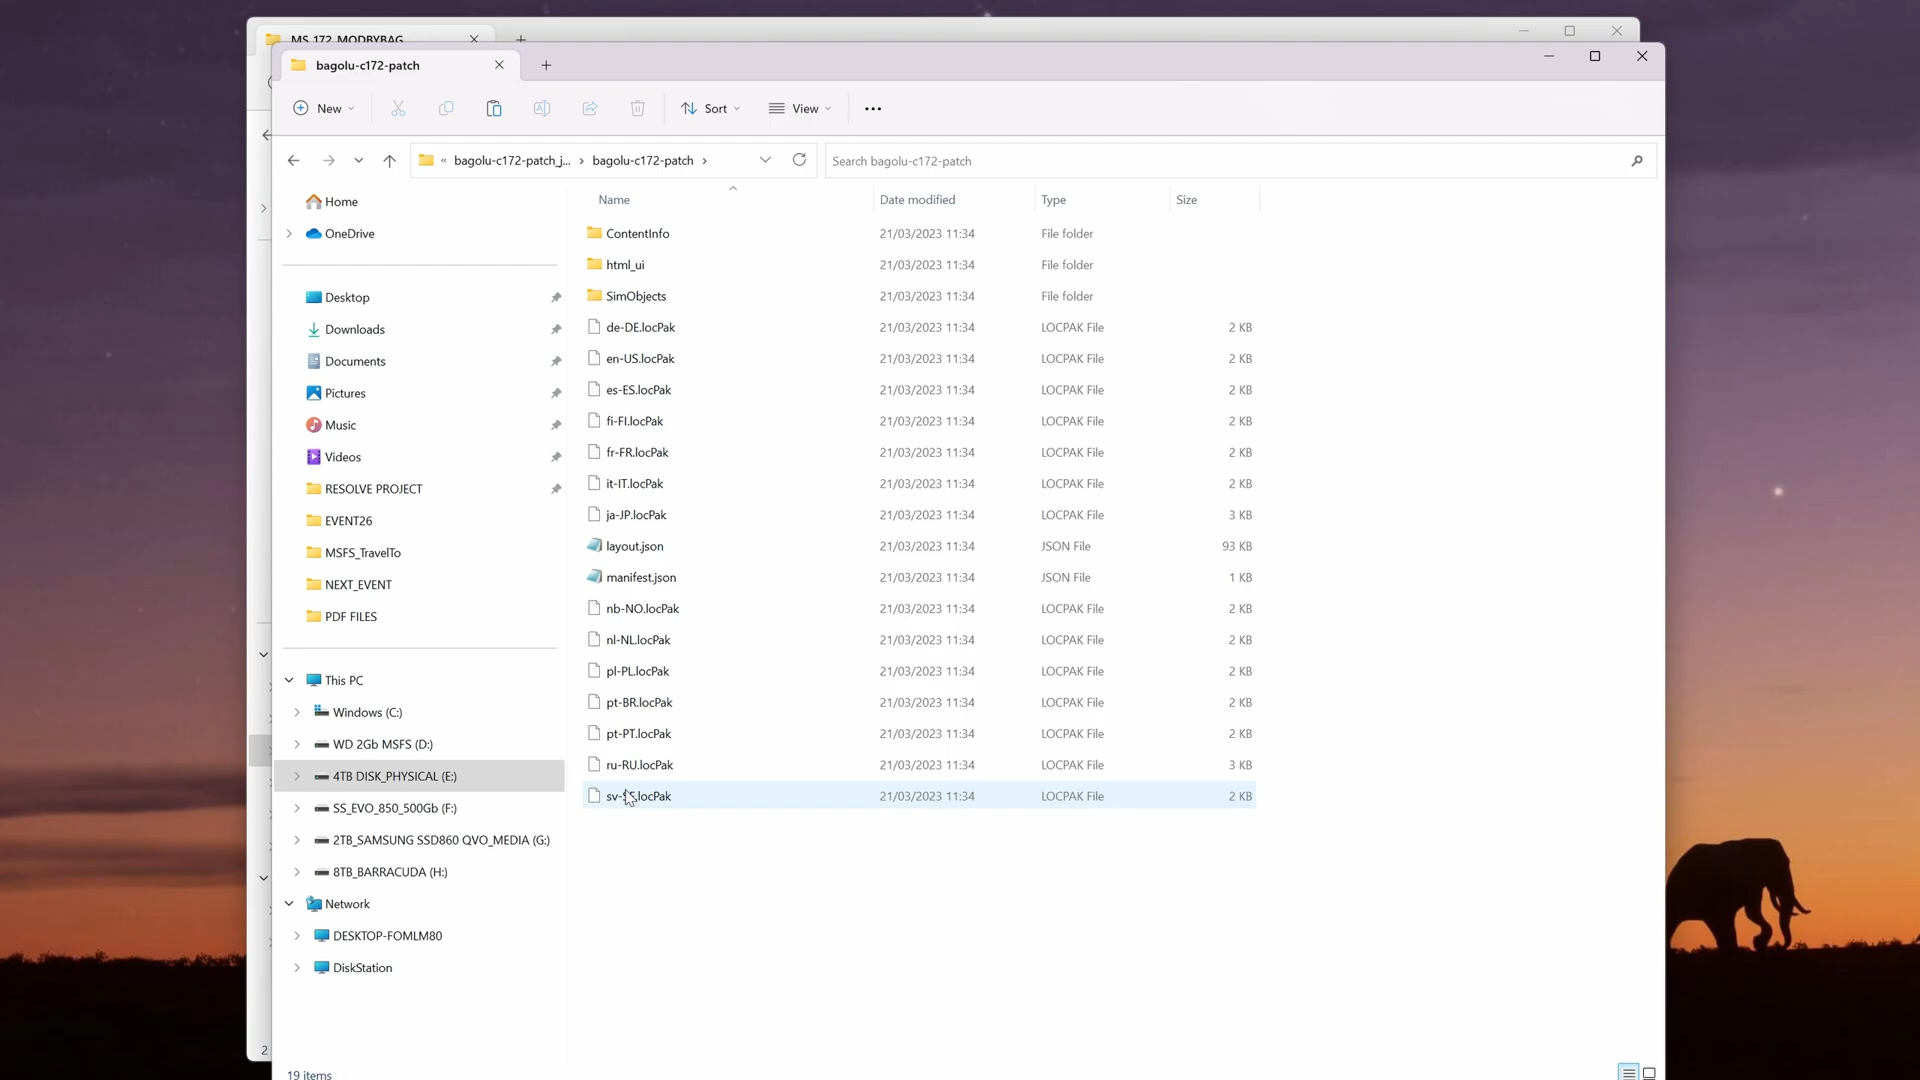 MS_172_MODBYBAG
bagolu-c172-patch
New
Sort
View
bagolu-c172-patch_j... bagolu-c172-patch
Search bagolu-c172-patch
Name Date modified Type Size
Home
OneDrive
Desktop
Downloads
Documents
Pictures
Music
Videos
RESOLVE PROJECT
EVENT26
MSFS_TravelTo
NEXT_EVENT
PDF FILES
This PC
Windows (C:)
WD 2Gb MSFS (D:)
4TB DISK_PHYSICAL (E:)
SS_EVO_850_500Gb (F:)
2TB_SAMSUNG SSD860 QVO_MEDIA (G:)
8TB_BARRACUDA (H:)
Network
DESKTOP-FOMLM80
DiskStation
ContentInfo 21/03/2023 11:34 File folder
html_ui 21/03/2023 11:34 File folder
SimObjects 21/03/2023 11:34 File folder
de-DE.locPak 21/03/2023 11:34 LOCPAK File 2 KB
en-US.locPak 21/03/2023 11:34 LOCPAK File 2 KB
es-ES.locPak 21/03/2023 11:34 LOCPAK File 2 KB
fi-FI.locPak 21/03/2023 11:34 LOCPAK File 2 KB
fr-FR.locPak 21/03/2023 11:34 LOCPAK File 2 KB
it-IT.locPak 21/03/2023 11:34 LOCPAK File 2 KB
ja-JP.locPak 21/03/2023 11:34 LOCPAK File 3 KB
layout.json 21/03/2023 11:34 JSON File 93 KB
manifest.json 21/03/2023 11:34 JSON File 1 KB
nb-NO.locPak 21/03/2023 11:34 LOCPAK File 2 KB
nl-NL.locPak 21/03/2023 11:34 LOCPAK File 2 KB
pl-PL.locPak 21/03/2023 11:34 LOCPAK File 2 KB
pt-BR.locPak 21/03/2023 11:34 LOCPAK File 2 KB
pt-PT.locPak 21/03/2023 11:34 LOCPAK File 2 KB
ru-RU.locPak 21/03/2023 11:34 LOCPAK File 3 KB
21/03/2023 11:34 LOCPAK File 2 KB
2
19 items